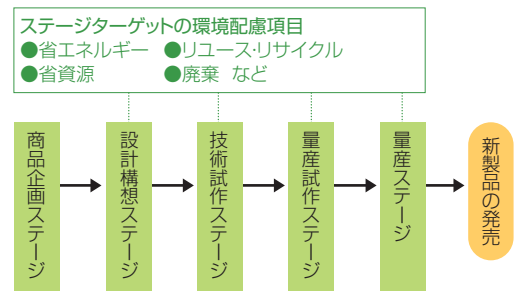 ステージターゲットの環境配慮項目
●省エネルギー ●リユース・リサイクル
●省資源 ●廃棄 など
商品企画ステージ
設計構想ステージ
技術試作ステージ
量産試作ステージ
量産ステージ
新製品の発売